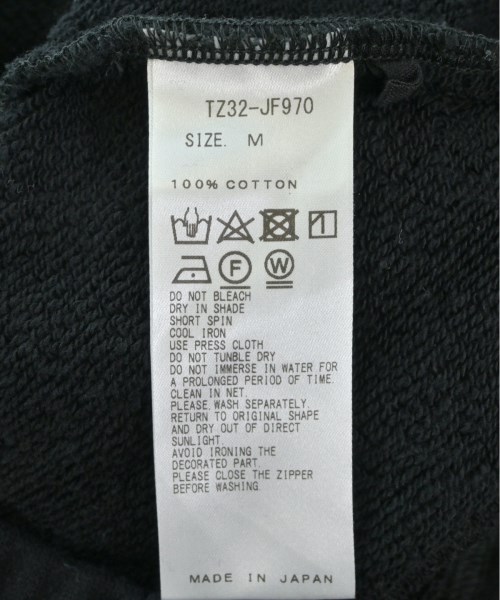 TZ32-JF970
SIZE. M
100% COTTON
F W
DO NOT BLEACH
DRY IN SHADE
SHORT SPIN
COOL IRON
USE PRESS CLOTH
DO NOT TUNBLE DRY
DO NOT IMMERSE IN WATER FOR
A PROLONGED PERIOD OF TIME.
CLEAN IN NET.
PLEASE WASH SEPARATELY.
RETURN TO ORIGINAL SHAPE
AND DRY OUT OF DIRECT
SUNLIGHT.
AVOID IRONING THE
DECORATED PART.
PLEASE CLOSE THE ZIPPER
BEFORE WASHING.
MADE IN JAPAN